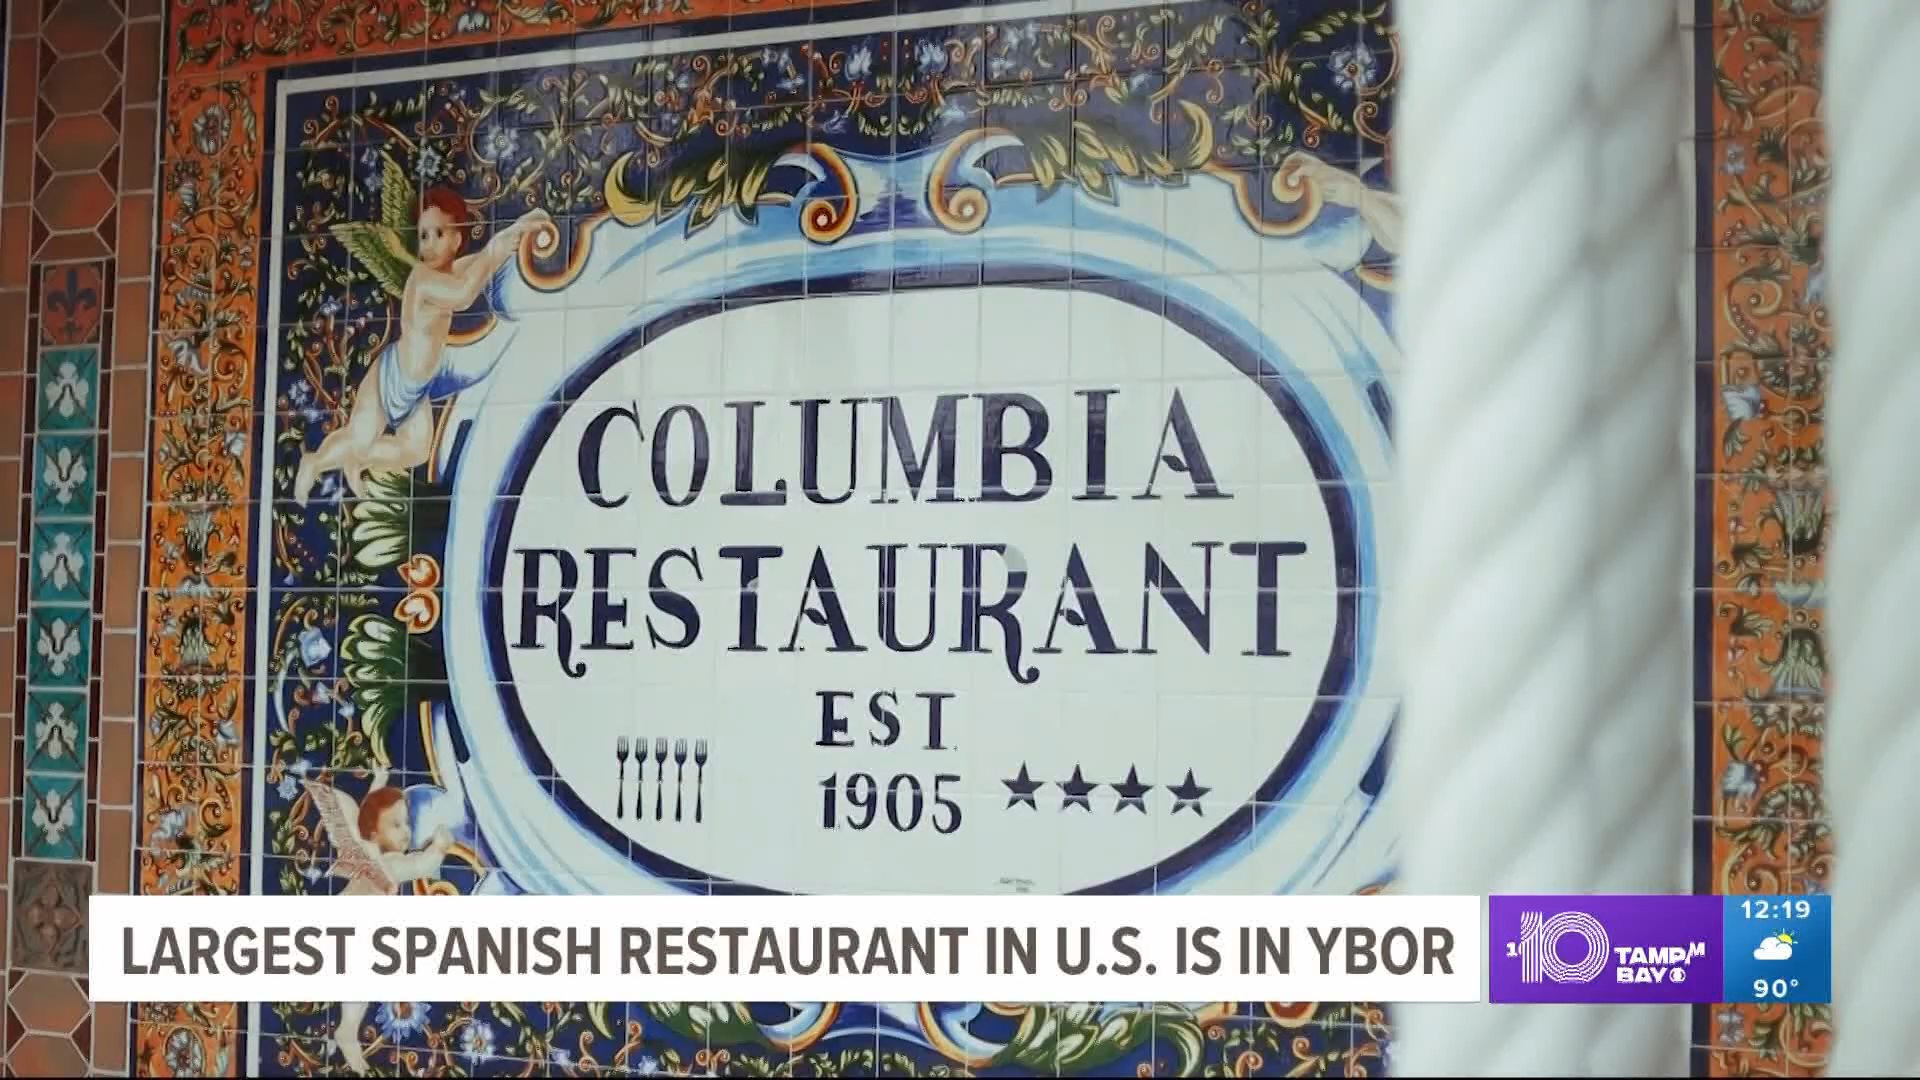 COLUMBIA
RESTAURANT
EST.
1905
LARGEST SPANISH RESTAURANT IN U.S. IS IN YBOR
10
TAMPA
BAY
12:19
90°